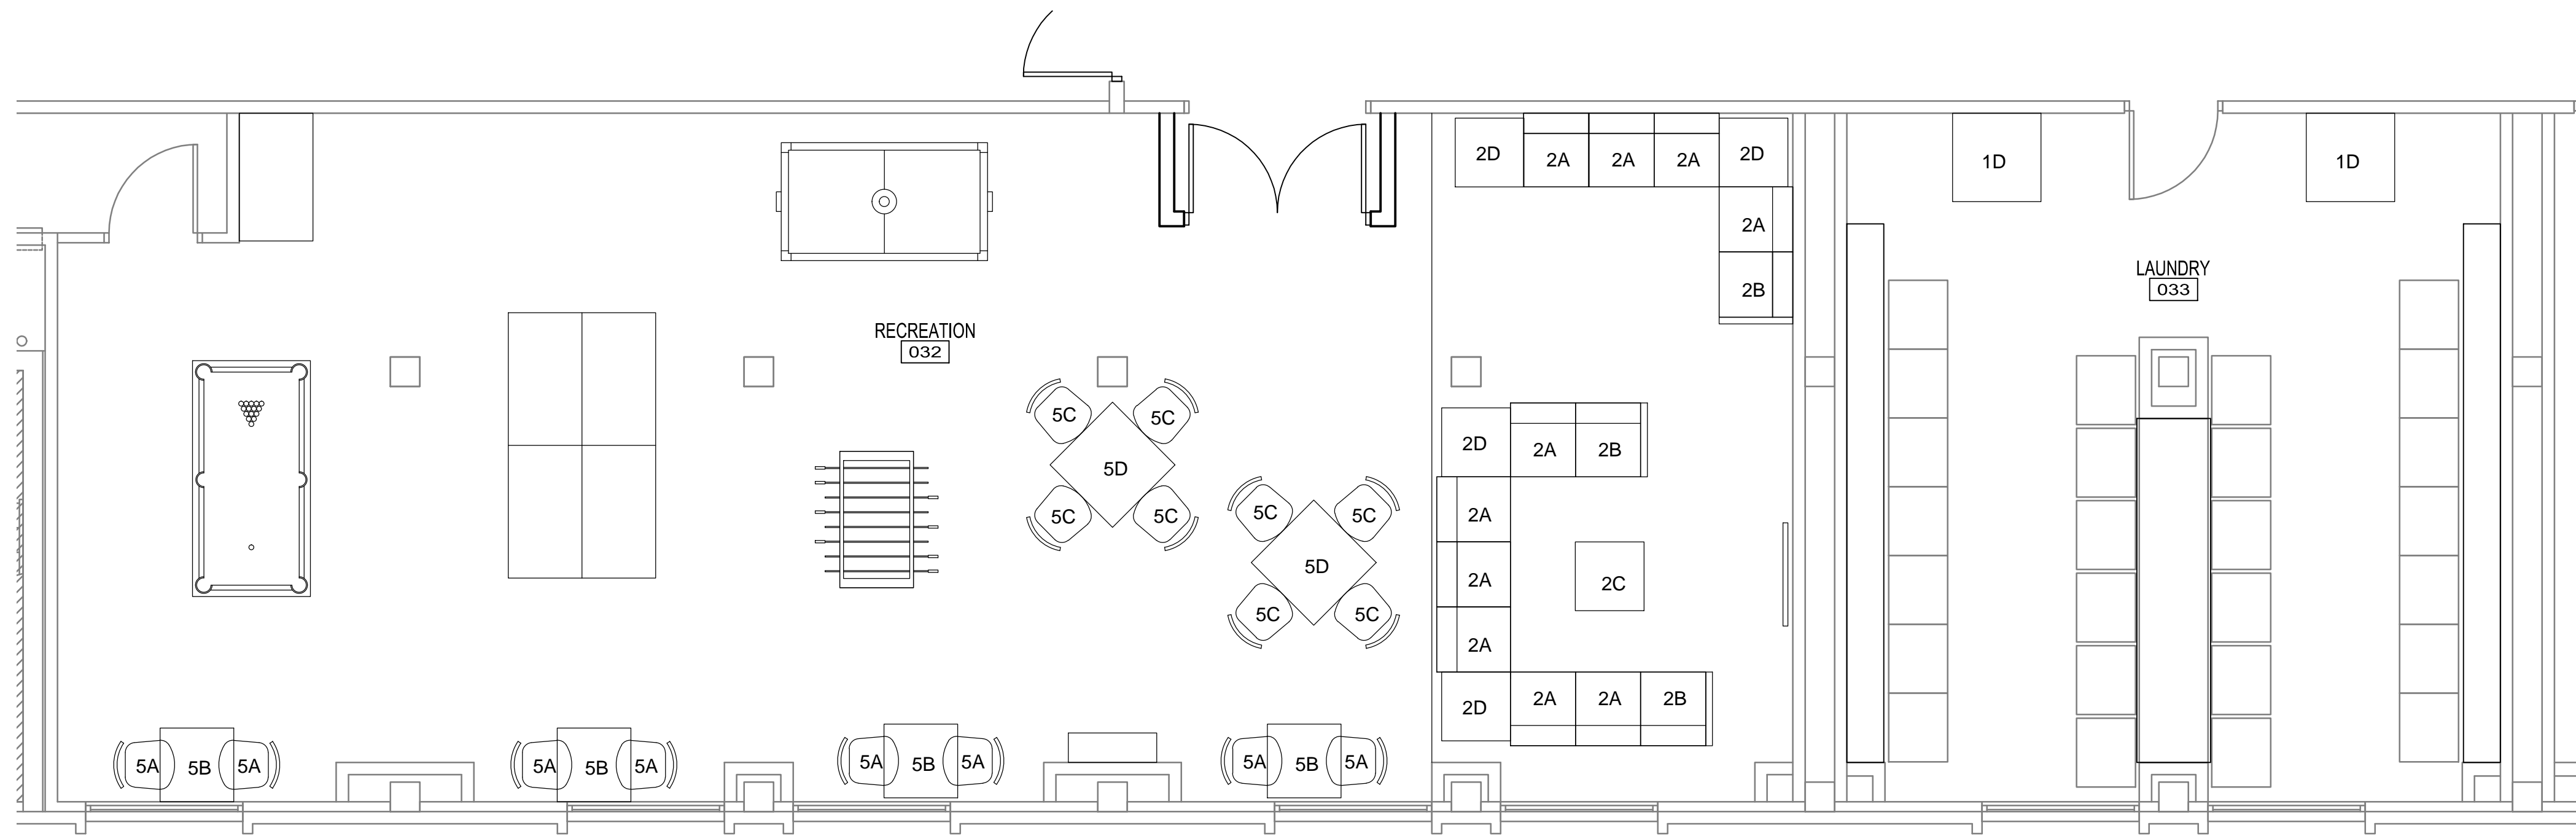 2D 2A 2A 2A 2D
1D 1D
2A
LAUNDRY
033
2B
RECREATION
032
5C 5C
2D 2A 2B
5D
5C 5C
5C 5C
2A
5D
2A 2C
5C 5C
2A
2D 2A 2A 2B
5A 5B 5A
5A 5B 5A
5A 5B 5A
5A 5B 5A